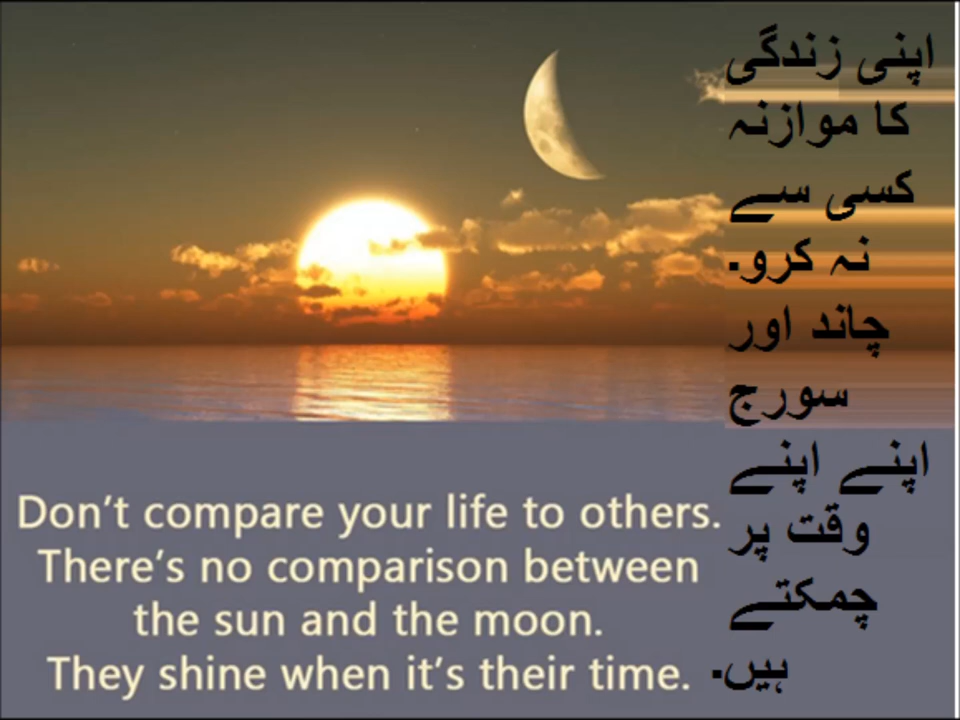 اپنی زندگی
کا موازنہ
کسی سے
نہ کرو.
چاند اور
سورج
اپنے اپنے
وقت پر
چمکتے
ہیں.
Don't compare your life to others.
There's no comparison between
the sun and the moon.
They shine when it's their time.